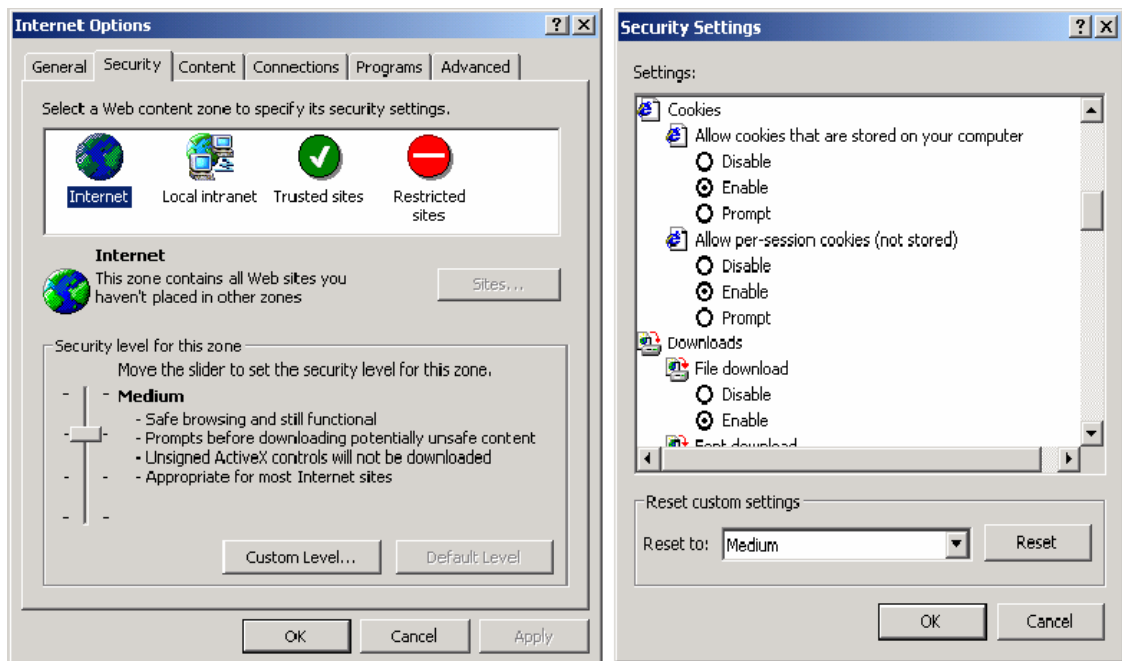 Internet Options
General Security Content Connections Programs Advanced
Select a Web content zone to specify its security settings.
Internet Local intranet Trusted sites Restricted
sites
Internet
This zone contains all Web sites you
haven't placed in other zones
Sites...
Security level for this zone
Move the slider to set the security level for this zone.
Medium
- Safe browsing and still functional
- Prompts before downloading potentially unsafe content
- Unsigned ActiveX controls will not be downloaded
- Appropriate for most Internet sites
Custom Level... Default Level
OK Cancel Apply
Security Settings
Settings:
Cookies
Allow cookies that are stored on your computer
Disable
Enable
Prompt
Allow per-session cookies (not stored)
Disable
Enable
Prompt
Downloads
File download
Disable
Enable
Font download
Reset custom settings
Reset to: Medium Reset
OK Cancel